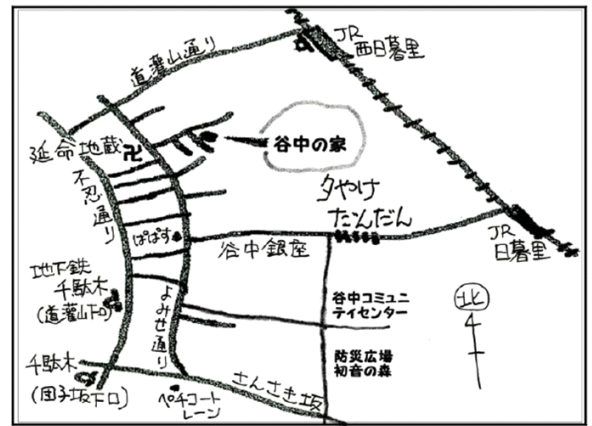 JR
西日暮里
道灌山通り
延命地蔵卍
谷中の家
不忍通り
夕やけ
だんだん
ぱぱす
谷中銀座
JR
日暮里
地下鉄
千駄木
(道灌山下口)
よみせ通り
谷中コミュニ
テイセンター
北
防災広場
初音の森
千駄木
(団子坂下口)
ペチコート
レーン
さんさき坂